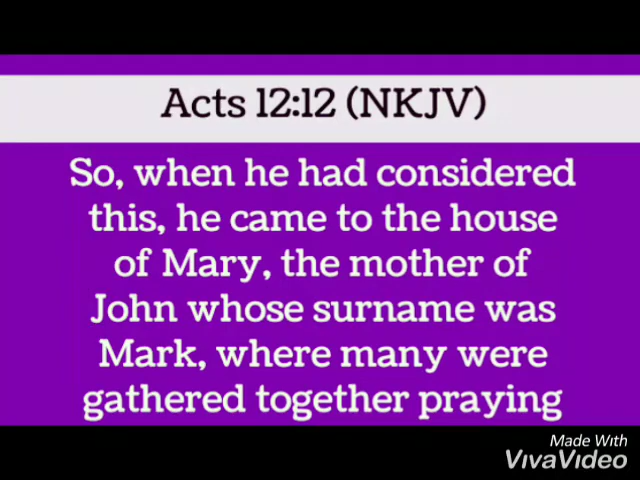 Acts 12:12 (NKJV)
So, when he had considered
this, he came to the house
of Mary, the mother of
John whose surname was
Mark, where many were
gathered together praying
Made With
VivaVideo